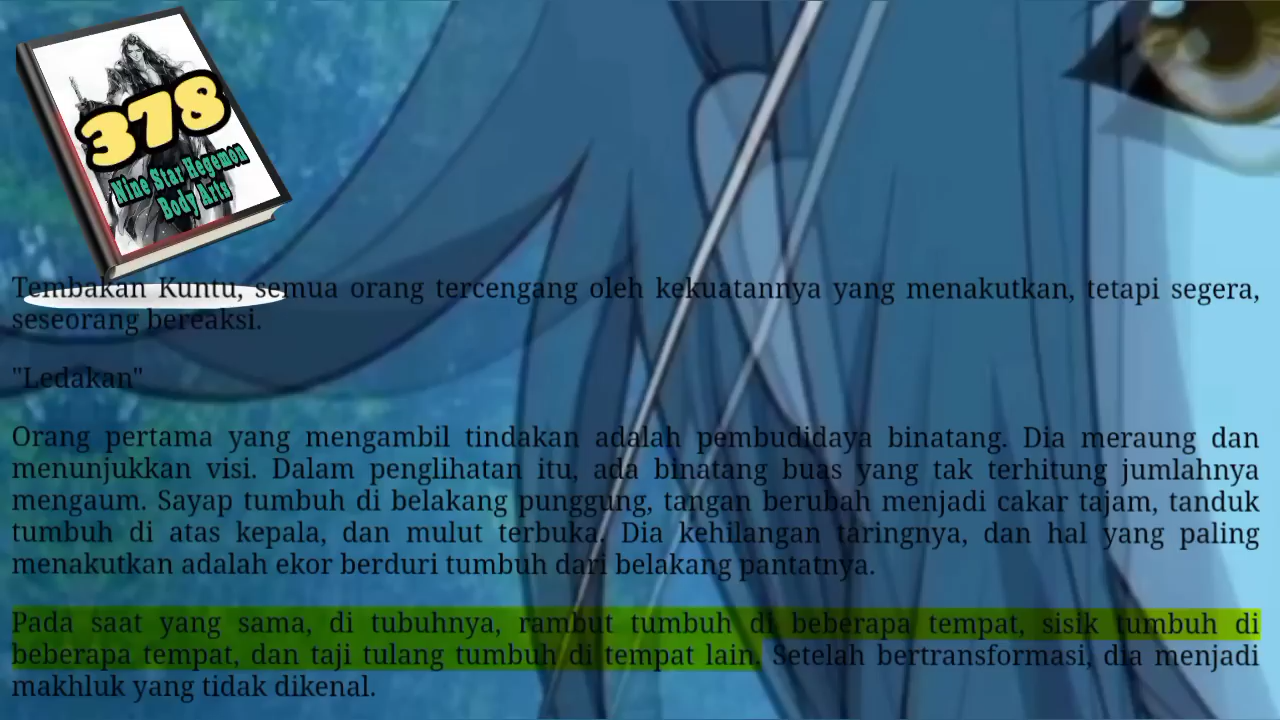 378
Nine Star Hegemon
Body Arts
Tembakan Kuntu, semua orang tercengang oleh kekuatannya yang menakutkan, tetapi segera,
seseorang bereaksi.
"Ledakan"
Orang pertama yang mengambil tindakan adalah pembudidaya binatang. Dia meraung dan
menunjukkan visi. Dalam penglihatan itu, ada binatang buas yang tak terhitung jumlahnya
mengaum. Sayap tumbuh di belakang punggung, tangan berubah menjadi cakar tajam, tanduk
tumbuh di atas kepala, dan mulut terbuka. Dia kehilangan taringnya, dan hal yang paling
menakutkan adalah ekor berduri tumbuh dari belakang pantatnya.
Pada saat yang sama, di tubuhnya, rambut tumbuh di beberapa tempat, sisik tumbuh di
beberapa tempat, dan taji tulang tumbuh di tempat lain. Setelah bertransformasi, dia menjadi
makhluk yang tidak dikenal.